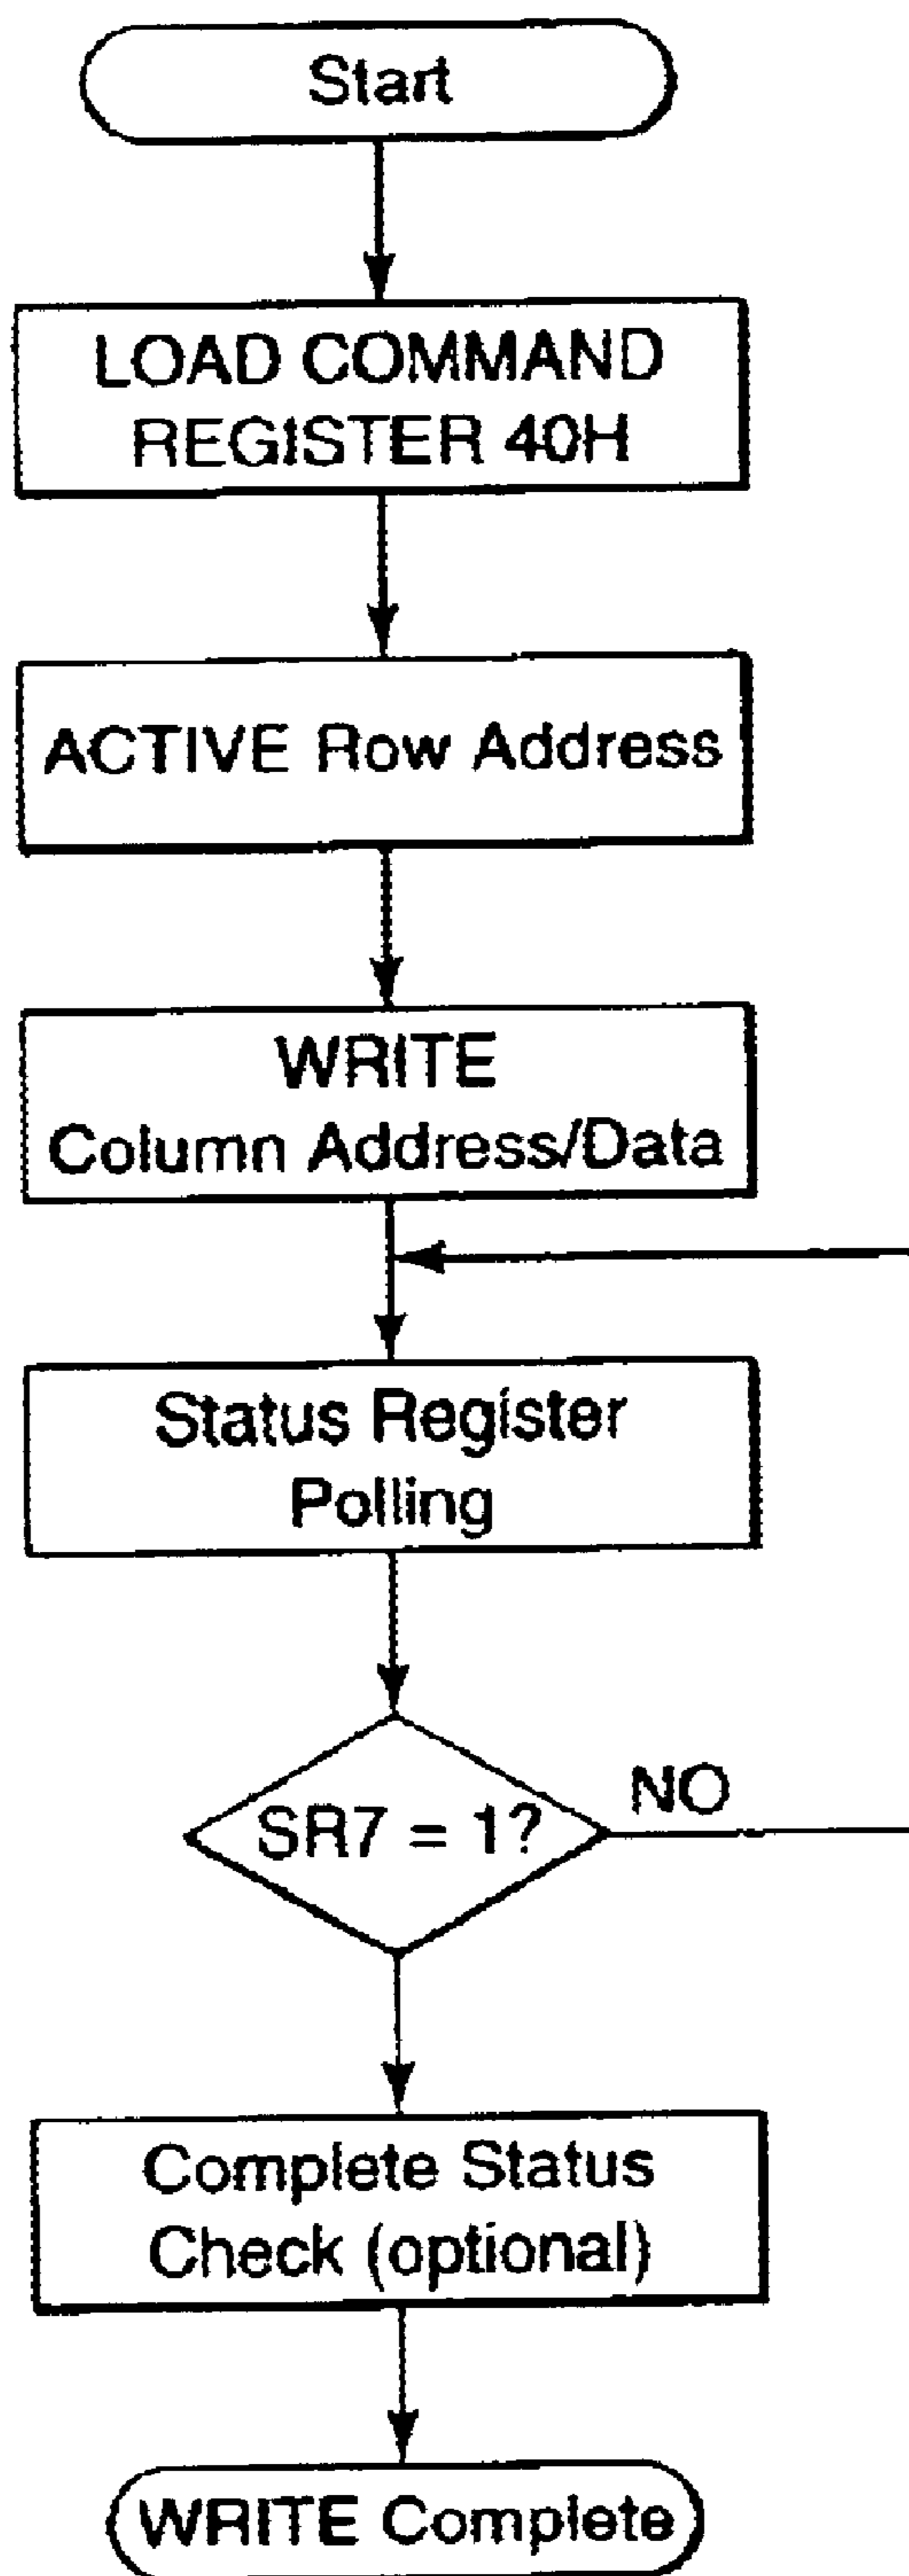 Start
LOAD COMMAND
REGISTER 40H
ACTIVE Row Address
WRITE
Column Address/Data
Status Register
Polling
SR7 = 1?
NO
Complete Status
Check (optional)
WRITE Complete